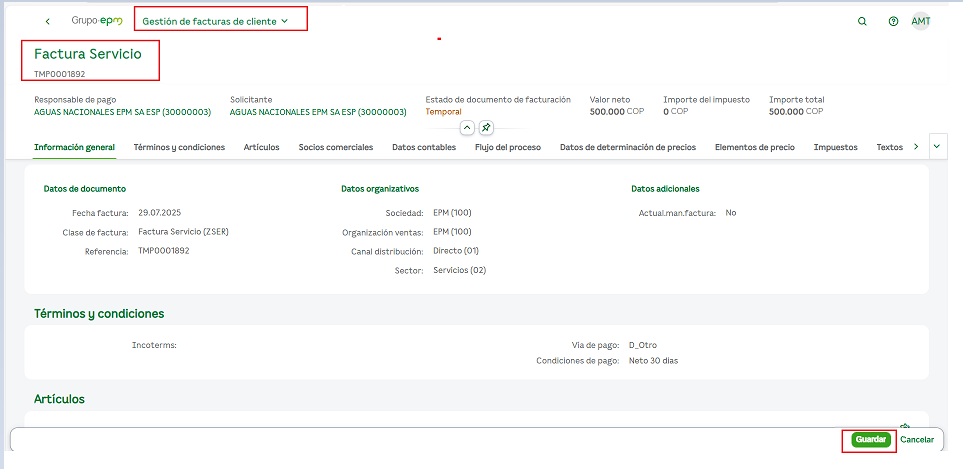 Grupo·epm Gestión de facturas de cliente AMT
Factura Servicio
TMP0001892
Responsable de pago Solicitante Estado de documento de facturación Valor neto Importe del impuesto Importe total
AGUAS NACIONALES EPM SA ESP (30000003) AGUAS NACIONALES EPM SA ESP (30000003) Temporal 500.000 COP 0 COP 500.000 COP
Información general Términos y condiciones Artículos Socios comerciales Datos contables Flujo del proceso Datos de determinación de precios Elementos de precio Impuestos Textos
Datos de documento Datos organizativos Datos adicionales
Fecha factura: 29.07.2025 Sociedad: EPM (100) Actual.man.factura: No
Clase de factura: Factura Servicio (ZSER) Organización ventas: EPM (100)
Referencia: TMP0001892 Canal distribución: Directo (01)
Sector: Servicios (02)
Términos y condiciones
Incoterms: Vía de pago: D_Otro
Condiciones de pago: Neto 30 dias
Artículos
Guardar Cancelar